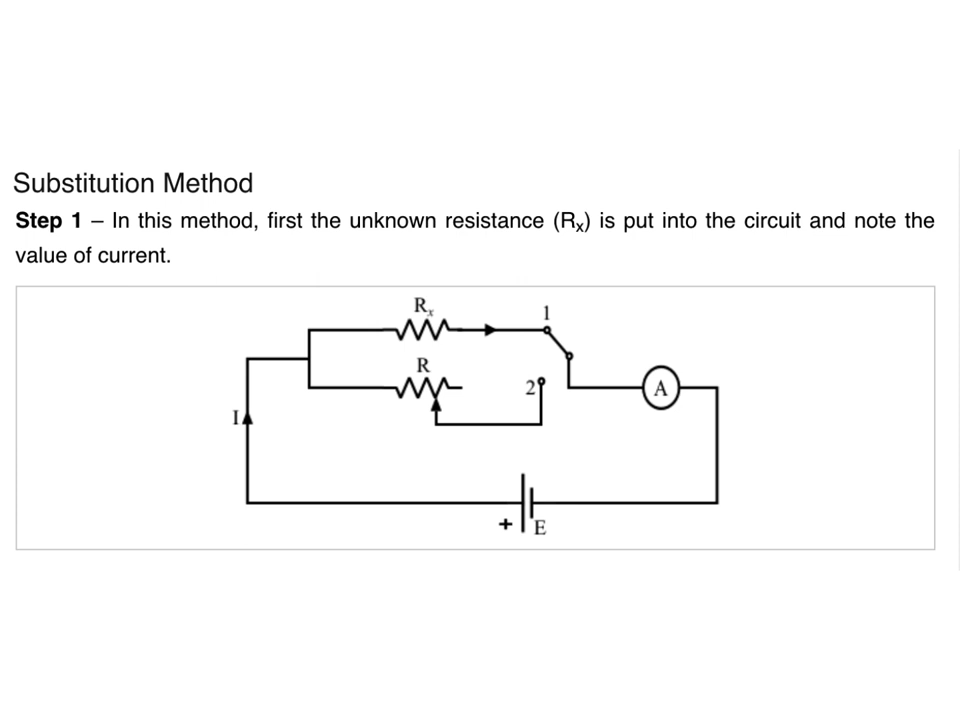 Substitution Method
Step 1 – In this method, first the unknown resistance (Rₓ) is put into the circuit and note the
value of current.
Rₓ
1
R
2
A
I
+
E